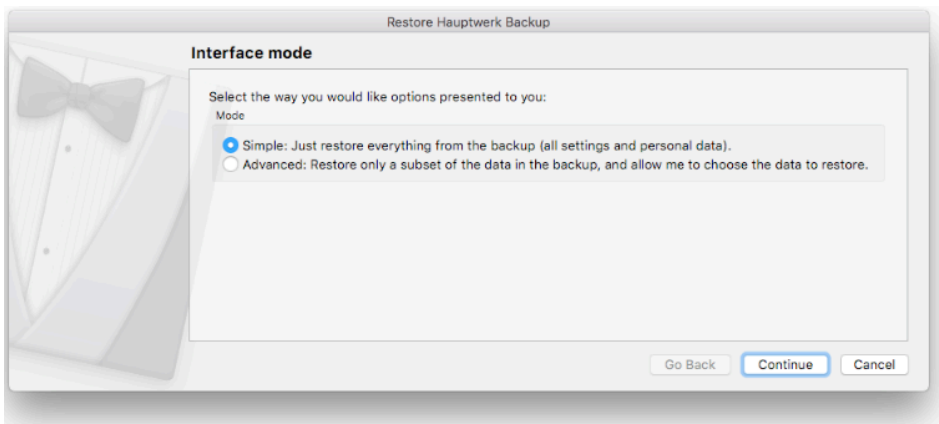 Restore Hauptwerk Backup
Interface mode
Select the way you would like options presented to you:
Mode
Simple: Just restore everything from the backup (all settings and personal data).
Advanced: Restore only a subset of the data in the backup, and allow me to choose the data to restore.
Go Back Continue Cancel